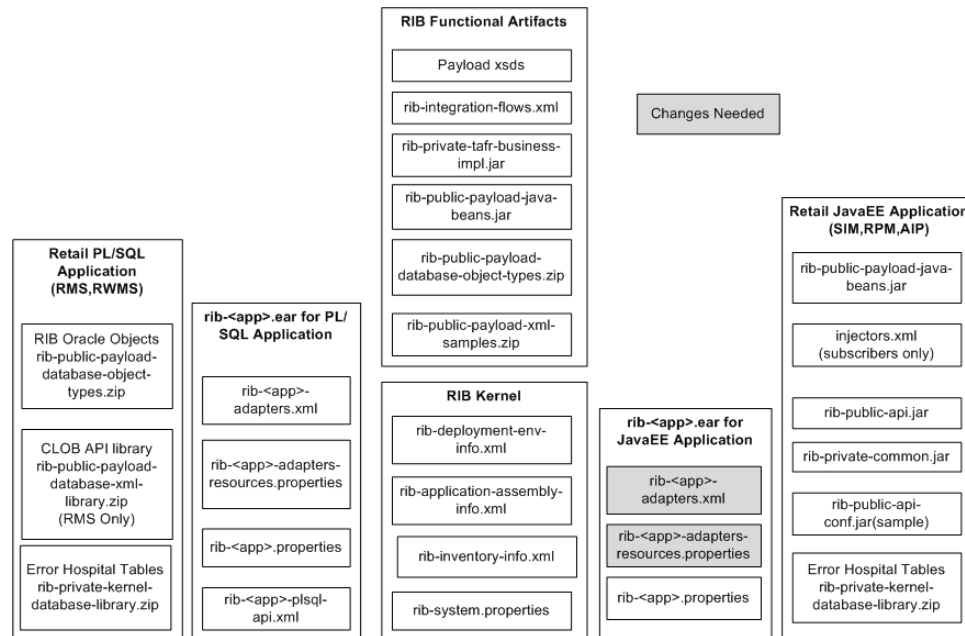 RIB Functional Artifacts
Payload xsds
rib-integration-flows.xml
rib-private-tafr-business-
impl.jar
rib-public-payload-java-
beans.jar
rib-public-payload-
database-object-types.zip
rib-public-payload-xml-
samples.zip
Changes Needed
Retail PL/SQL
Application
(RMS,RWMS)
RIB Oracle Objects
rib-public-payload-
database-object-
types.zip
CLOB API library
rib-public-payload-
database-xml-
library.zip
(RMS Only)
Error Hospital Tables
rib-private-kernel-
database-library.zip
rib-<app>.ear for PL/
SQL Application
rib-<app>-
adapters.xml
rib-<app>-adapters-
resources.properties
rib-<app>.properties
rib-<app>-plsql-
api.xml
RIB Kernel
rib-deployment-env-
info.xml
rib-application-assembly-
info.xml
rib-inventory-info.xml
rib-system.properties
rib-<app>.ear for
JavaEE Application
rib-<app>-
adapters.xml
rib-<app>-adapters-
resources.properties
rib-<app>.properties
Retail JavaEE Application
(SIM,RPM,AIP)
rib-public-payload-java-
beans.jar
injectors.xml
(subscribers only)
rib-public-api.jar
rib-private-common.jar
rib-public-api-
conf.jar(sample)
Error Hospital Tables
rib-private-kernel-
database-library.zip